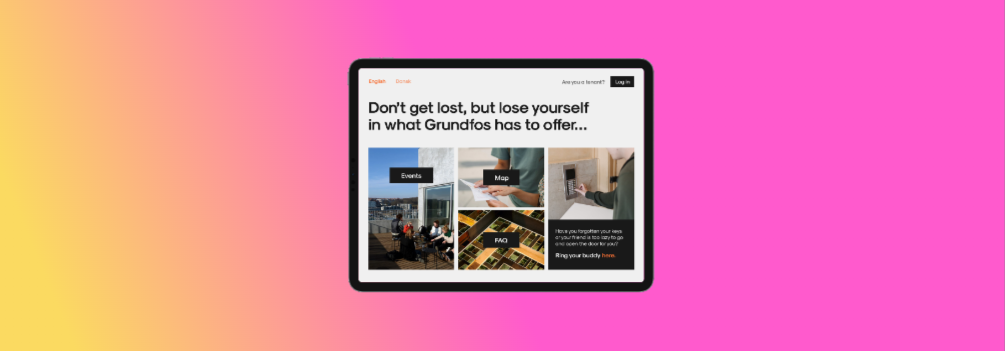 English Dansk
Are you a tenant? Log in
Don't get lost, but lose yourself
in what Grundfos has to offer...
Events
Map
FAQ
Have you forgotten your keys
or your friend is too lazy to go
and open the door for you?
Ring your buddy here.